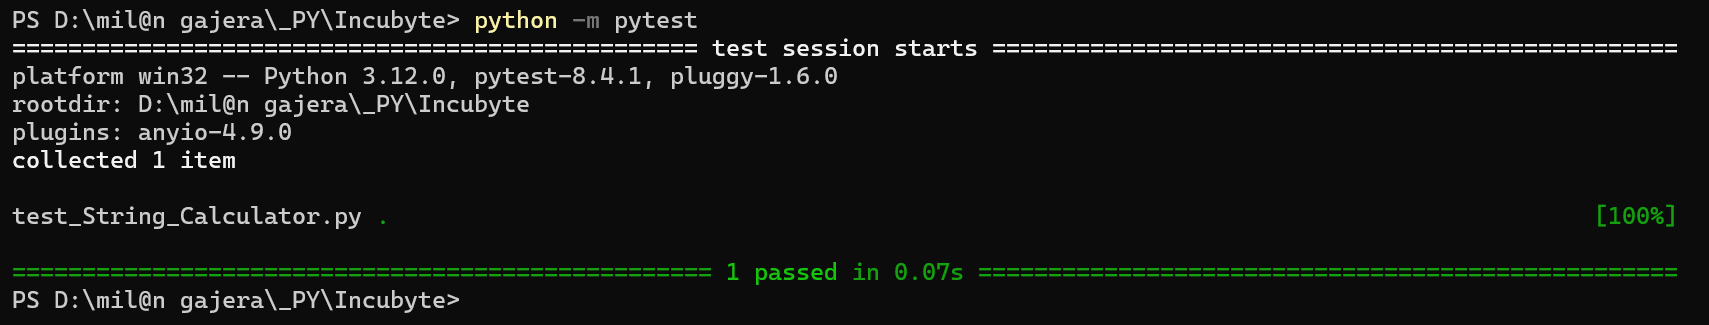 PS D:\mil@n gajera\_PY\Incubyte> python -m pytest
================================================= test session starts =================================================
platform win32 -- Python 3.12.0, pytest-8.4.1, pluggy-1.6.0
rootdir: D:\mil@n gajera\_PY\Incubyte
plugins: anyio-4.9.0
collected 1 item
test_String_Calculator.py . [100%]
================================================== 1 passed in 0.07s ==================================================
PS D:\mil@n gajera\_PY\Incubyte>